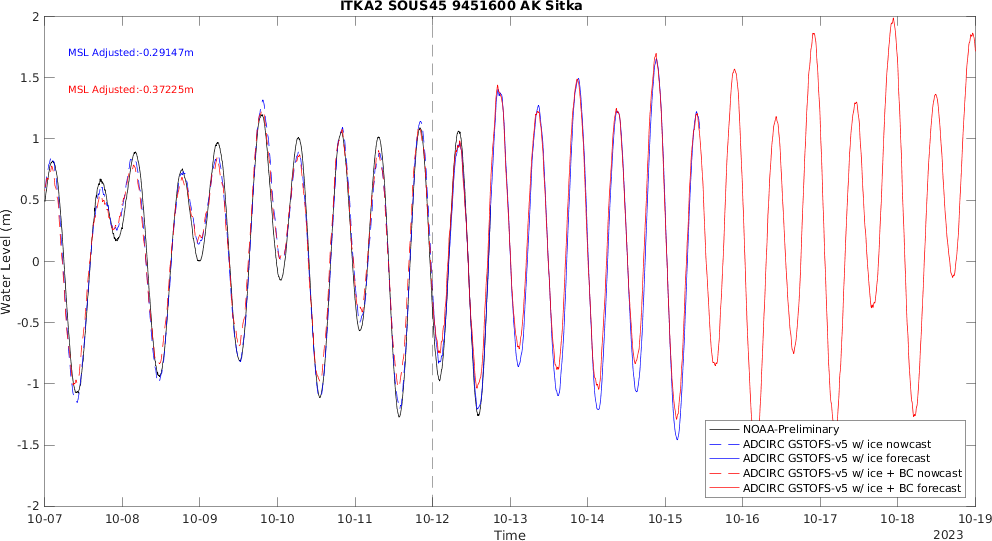 ITKA2 SOUS45 9451600 AK Sitka
MSL Adjusted:-0.29147m
MSL Adjusted:-0.37225m
2
1.5
1
0.5
0
-0.5
-1
-1.5
-2
Water Level (m)
NOAA-Preliminary
ADCIRC GSTOFS-v5 w/ ice nowcast
ADCIRC GSTOFS-v5 w/ ice forecast
ADCIRC GSTOFS-v5 w/ ice + BC nowcast
ADCIRC GSTOFS-v5 w/ ice + BC forecast
10-07 10-08 10-09 10-10 10-11 10-12 10-13 10-14 10-15 10-16 10-17 10-18 10-19
Time
2023